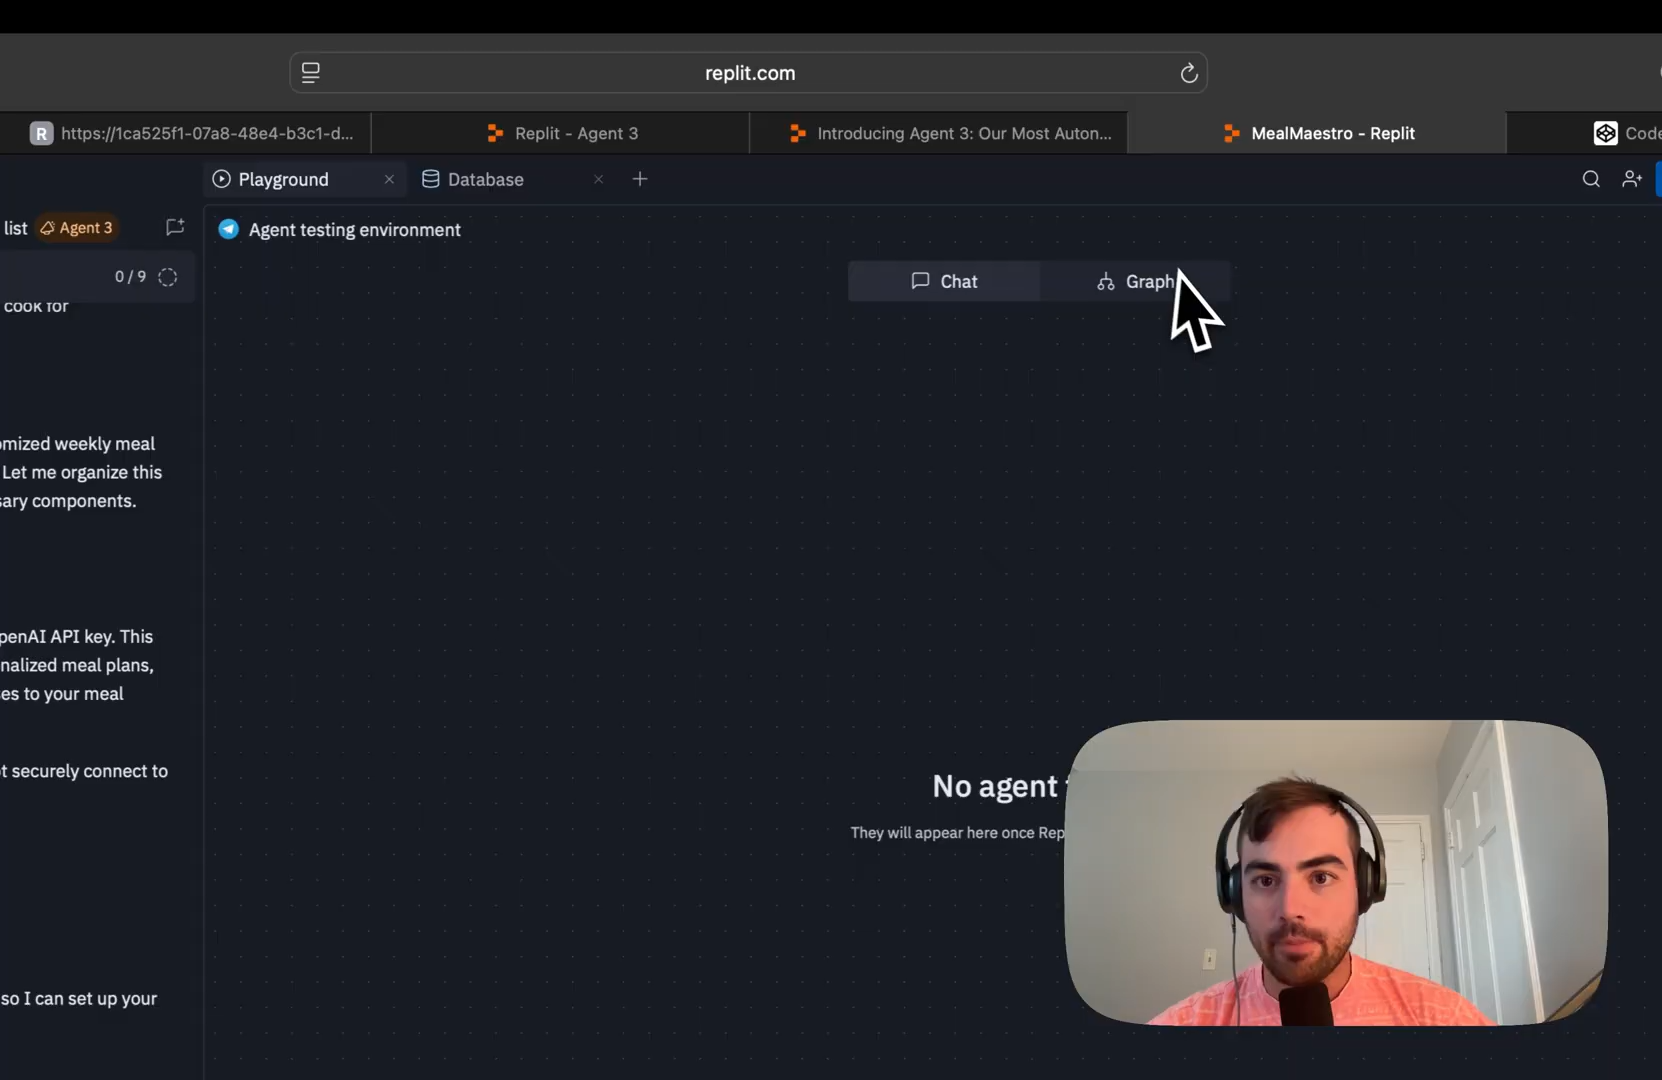 replit.com
R https://1ca525f1-07a8-48e4-b3c1-d...
Replit - Agent 3
Introducing Agent 3: Our Most Auton...
MealMaestro - Replit
Code
Playground
Database
list
Agent 3
Agent testing environment
0 / 9
Chat
Graph
cook for
omized weekly meal
Let me organize this
sary components.
penAI API key. This
nalized meal plans,
es to your meal
t securely connect to
No agent
They will appear here once Rep
so I can set up your